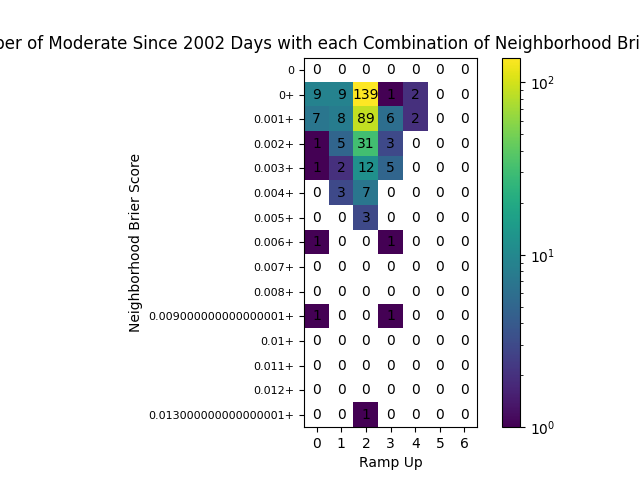 of Moderate Since 2002 Days with each Combination of Neighborhood
0 0 0 0 0 0 0 0
0+ 9 9 139 1 2 0 0
0.001+ 7 8 89 6 2 0 0
0.002+ 1 5 31 3 0 0 0
0.003+ 1 2 12 5 0 0 0
0.004+ 0 3 7 0 0 0 0
0.005+ 0 0 3 0 0 0 0
0.006+ 1 0 0 1 0 0 0
0.007+ 0 0 0 0 0 0 0
0.008+ 0 0 0 0 0 0 0
0.009000000000000001+ 1 0 0 1 0 0 0
0.01+ 0 0 0 0 0 0 0
0.011+ 0 0 0 0 0 0 0
0.012+ 0 0 0 0 0 0 0
0.013000000000000001+ 0 0 1 0 0 0 0
0 1 2 3 4 5 6
Ramp Up
Neighborhood Brier Score
10²
10¹
10⁰